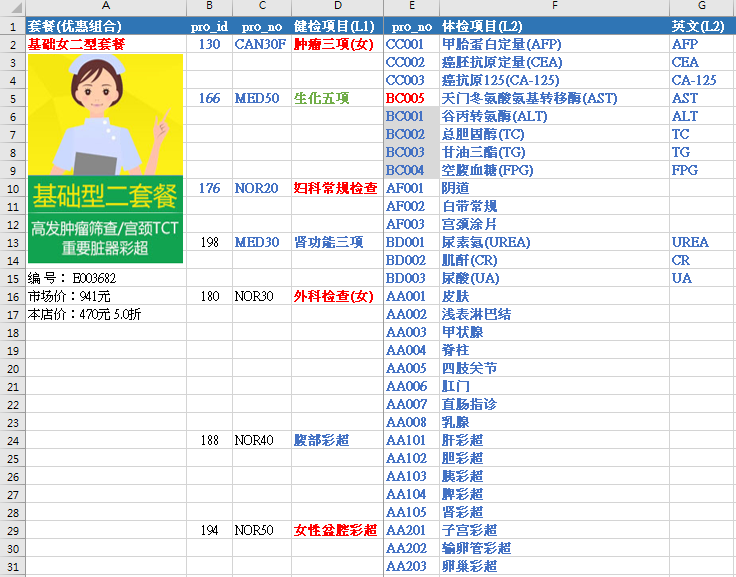 A B C D E F G
1 套餐(优惠组合) pro_id pro_no 健检项目(L1) pro_no 体检项目(L2) 英文(L2)
2 基础女二型套餐 130 CAN30F 肿瘤三项(女) CC001 甲胎蛋白定量(AFP) AFP
3 CC002 癌胚抗原定量(CEA) CEA
4 CC003 癌抗原125(CA-125) CA-125
5 166 MED50 生化五项 BC005 天门冬氨酸氨基转移酶(AST) AST
6 BC001 谷丙转氨酶(ALT) ALT
7 BC002 总胆固醇(TC) TC
8 BC003 甘油三酯(TG) TG
9 BC004 空腹血糖(FPG) FPG
10 176 NOR20 妇科常规检查 AF001 阴道
11 AF002 白带常规
基础型二套餐
12 AF003 宫颈涂片
高发肿瘤筛查/宫颈TCT
13 198 MED30 肾功能三项 BD001 尿素氮(UREA) UREA
重要脏器彩超
14 BD002 肌酐(CR) CR
15 编 号： E003682 BD003 尿酸(UA) UA
16 市场价：941元 180 NOR30 外科检查(女) AA001 皮肤
17 本店价：470元 5.0折 AA002 浅表淋巴结
18 AA003 甲状腺
19 AA004 脊柱
20 AA005 四肢关节
21 AA006 肛门
22 AA007 直肠指诊
23 AA008 乳腺
24 188 NOR40 腹部彩超 AA101 肝彩超
25 AA102 胆彩超
26 AA103 胰彩超
27 AA104 脾彩超
28 AA105 肾彩超
29 194 NOR50 女性盆腔彩超 AA201 子宫彩超
30 AA202 输卵管彩超
31 AA203 卵巢彩超